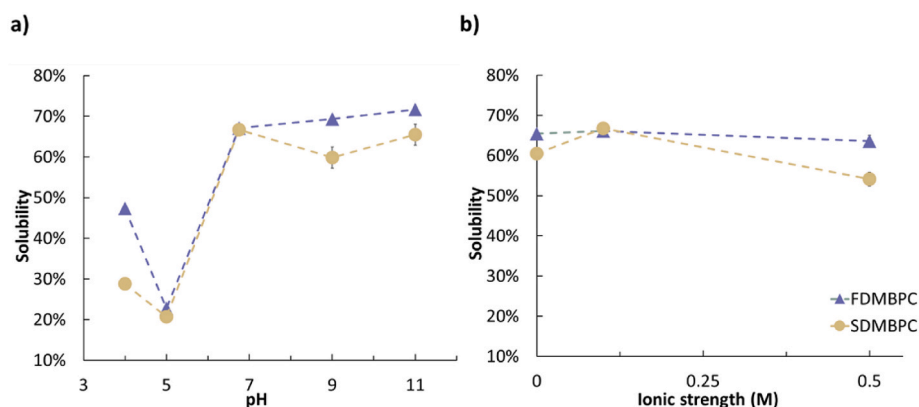 a)
80%
70%
60%
50%
40%
30%
20%
10%
Solubility
3 5 7 9 11
pH
b)
80%
70%
60%
50%
40%
30%
20%
10%
Solubility
FDMBPC
SDMBPC
0 0.25 0.5
Ionic strength (M)